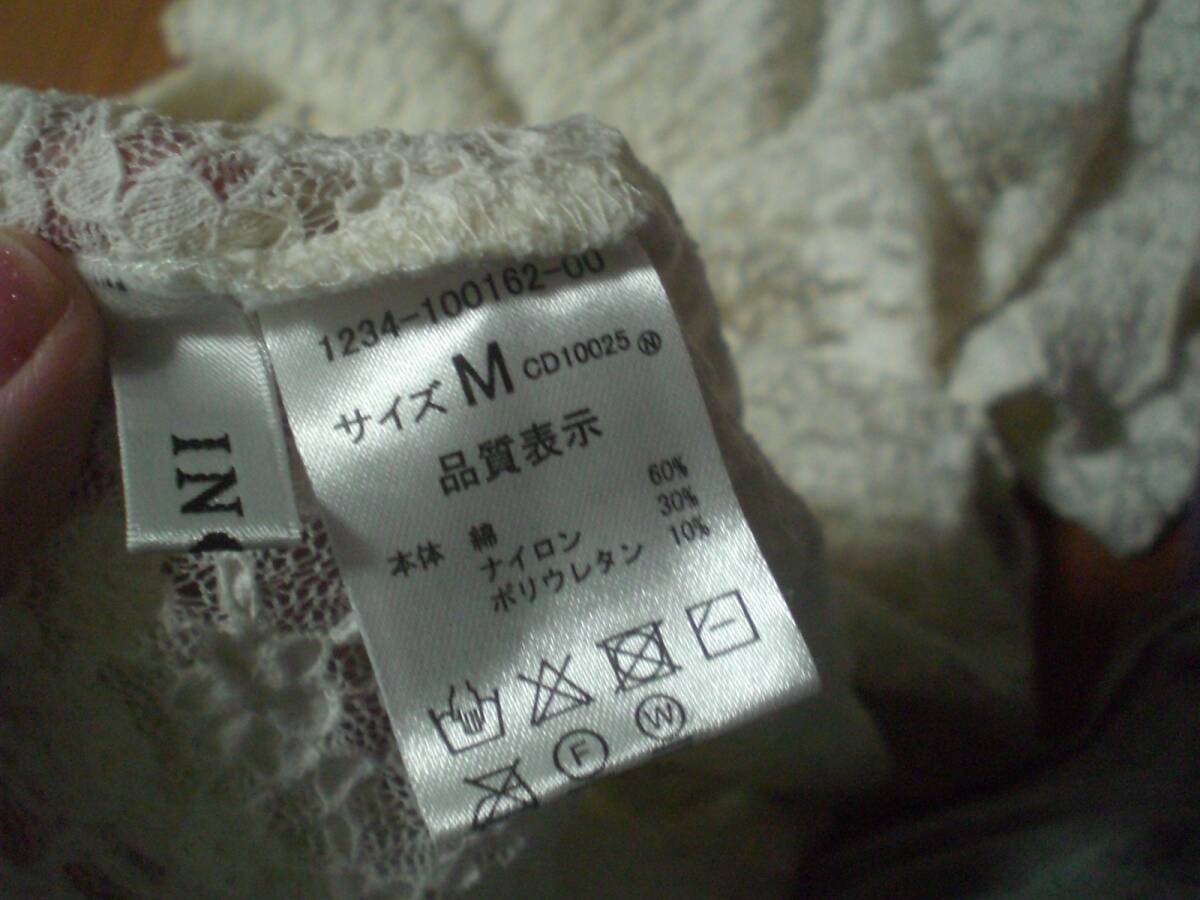 1234-100162-00
サイズ M CD10025 Ⓝ
品質表示
本体 綿 60%
ナイロン 30%
ポリウレタン 10%
Ⓕ Ⓦ
INI